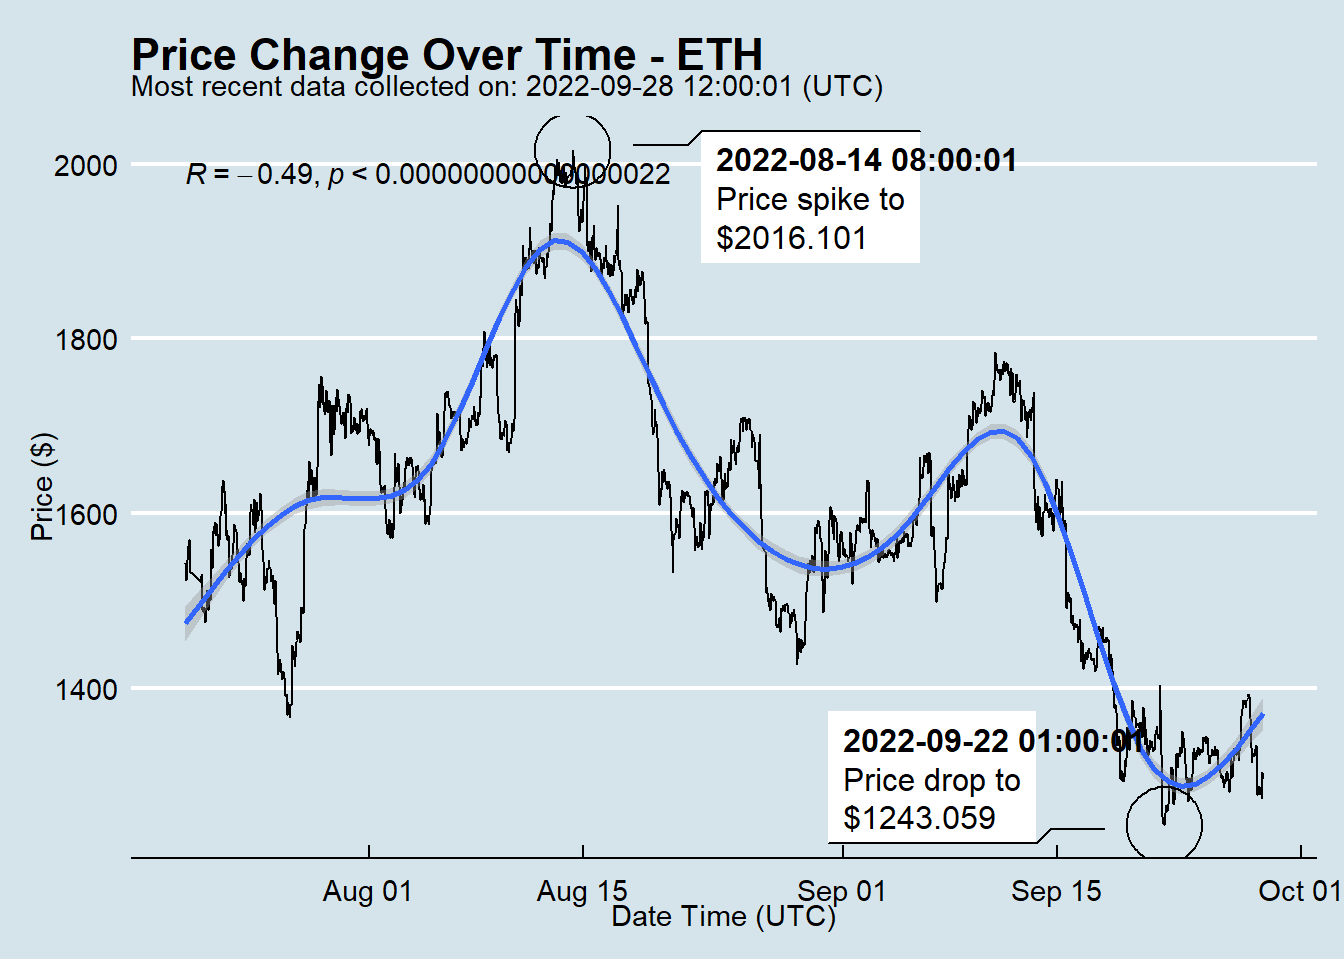 Price Change Over Time - ETH
Most recent data collected on: 2022-09-28 12:00:01 (UTC)
R = −0.49, p < 0.00000000000000022
2022-08-14 08:00:01
Price spike to
$2016.101
2000
1800
1600
1400
Price ($)
2022-09-22 01:00:01
Price drop to
$1243.059
Aug 01
Aug 15
Sep 01
Sep 15
Oct 01
Date Time (UTC)